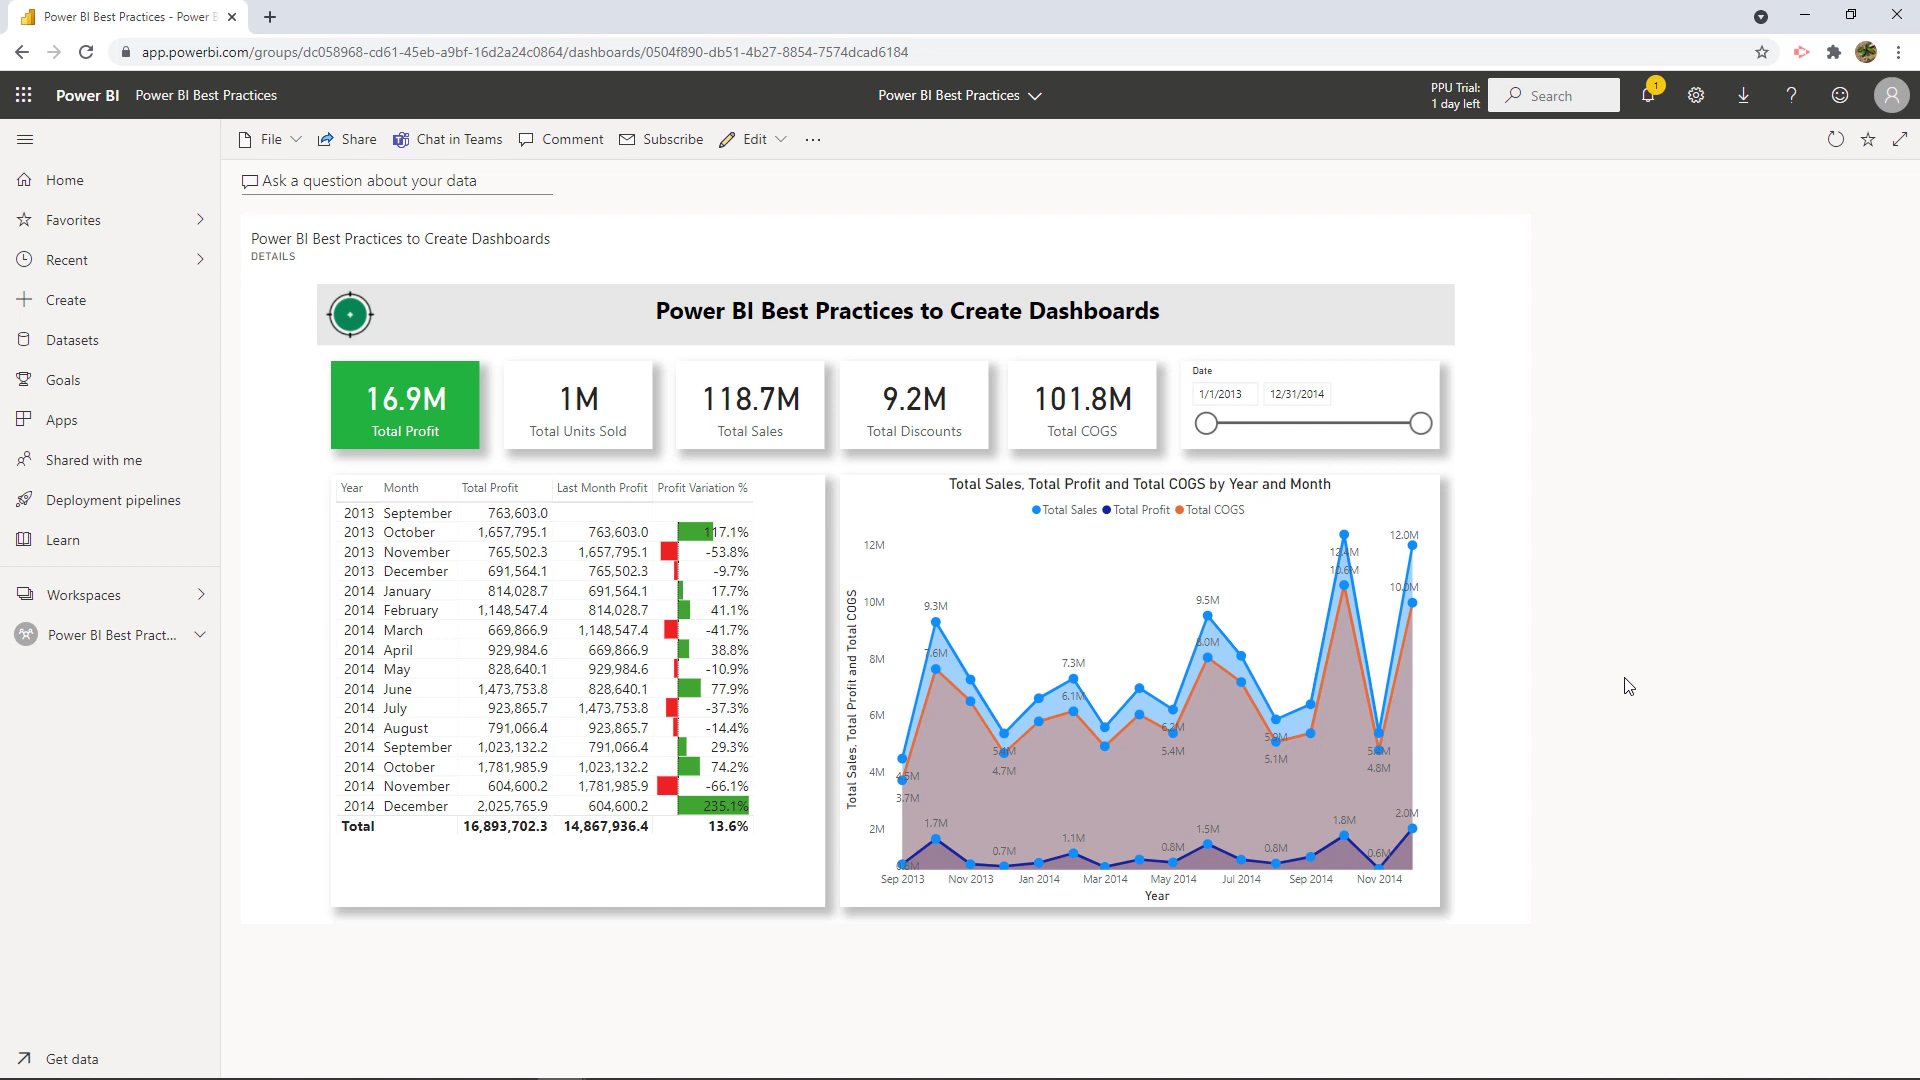 Power BI Best Practices - Power B
app.powerbi.com/groups/dc058968-cd61-45eb-a9bf-16d2a24c0864/dashboards/0504f890-db51-4b27-8854-7574dcad6184
Power BI Power BI Best Practices
Power BI Best Practices
PPU Trial:
1 day left
Search
1
File Share Chat in Teams Comment Subscribe Edit
Home
Favorites
Recent
Create
Datasets
Goals
Apps
Shared with me
Deployment pipelines
Learn
Workspaces
Power BI Best Pract...
Get data
Ask a question about your data
Power BI Best Practices to Create Dashboards
DETAILS
Power BI Best Practices to Create Dashboards
16.9M
Total Profit
1M
Total Units Sold
118.7M
Total Sales
9.2M
Total Discounts
101.8M
Total COGS
Date
1/1/2013 12/31/2014
Year Month Total Profit Last Month Profit Profit Variation %
2013 September 763,603.0
2013 October 1,657,795.1 763,603.0 117.1%
2013 November 765,502.3 1,657,795.1 -53.8%
2013 December 691,564.1 765,502.3 -9.7%
2014 January 814,028.7 691,564.1 17.7%
2014 February 1,148,547.4 814,028.7 41.1%
2014 March 669,866.9 1,148,547.4 -41.7%
2014 April 929,984.6 669,866.9 38.8%
2014 May 828,640.1 929,984.6 -10.9%
2014 June 1,473,753.8 828,640.1 77.9%
2014 July 923,865.7 1,473,753.8 -37.3%
2014 August 791,066.4 923,865.7 -14.4%
2014 September 1,023,132.2 791,066.4 29.3%
2014 October 1,781,985.9 1,023,132.2 74.2%
2014 November 604,600.2 1,781,985.9 -66.1%
2014 December 2,025,765.9 604,600.2 235.1%
Total 16,893,702.3 14,867,936.4 13.6%
Total Sales, Total Profit and Total COGS by Year and Month
Total Sales Total Profit Total COGS
Total Sales, Total Profit and Total COGS
12M
10M
8M
6M
4M
2M
12.0M
12.4M
10.6M
10.0M
9.3M
9.5M
7.6M
8.0M
7.3M
6.1M
6.2M
5.9M
5.4M
5.1M
4.7M
4.8M
4.5M
3.7M
1.7M
0.7M
1.1M
0.8M
1.5M
0.8M
1.8M
0.6M
2.0M
Sep 2013 Nov 2013 Jan 2014 Mar 2014 May 2014 Jul 2014 Sep 2014 Nov 2014
Year